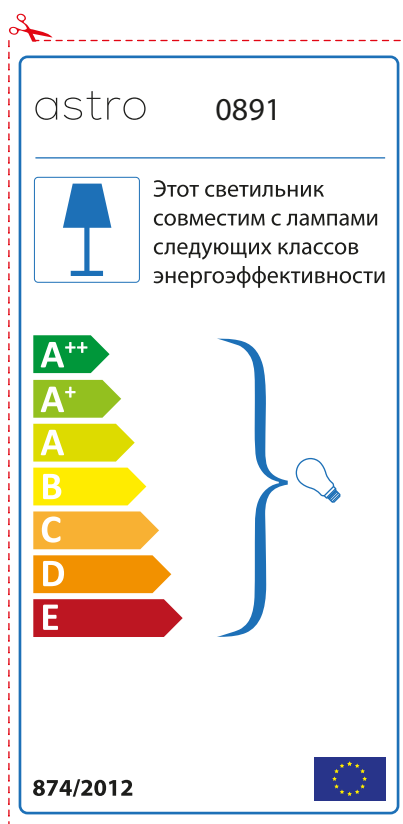 astro 0891
Этот светильник
совместим с лампами
следующих классов
энергоэффективности
A++
A+
A
B
C
D
E
874/2012